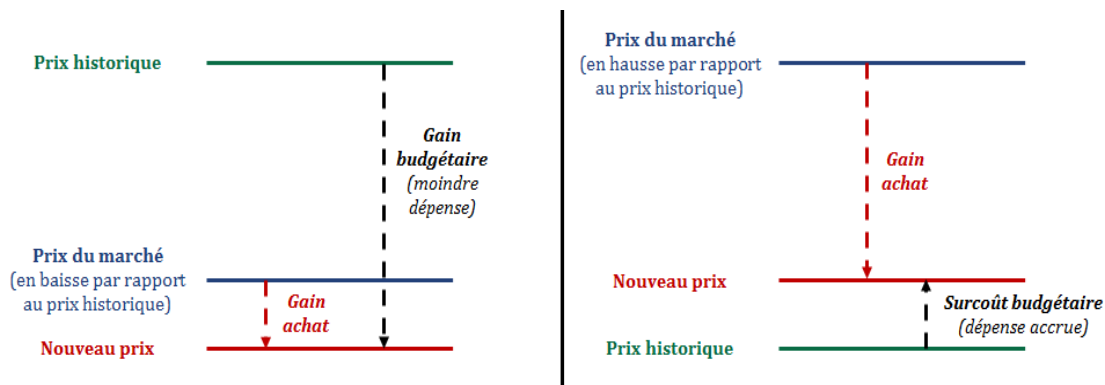 Prix historique
Gain
budgétaire
(moindre
dépense)
Prix du marché
(en baisse par rapport
au prix historique)
Gain
achat
Nouveau prix
Prix du marché
(en hausse par rapport
au prix historique)
Gain
achat
Nouveau prix
Surcoût budgétaire
(dépense accrue)
Prix historique